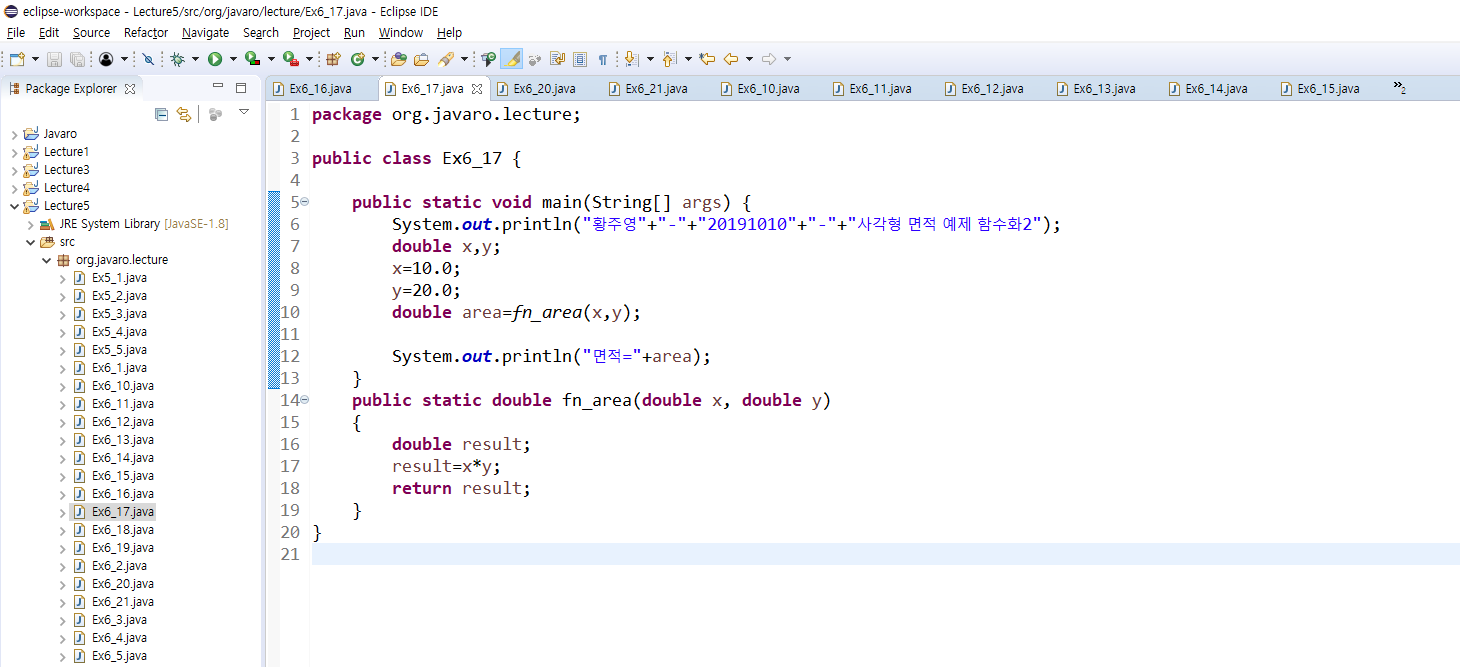 eclipse-workspace - Lecture5/src/org/javaro/lecture/Ex6_17.java - Eclipse IDE
File Edit Source Refactor Navigate Search Project Run Window Help
Package Explorer
Javaro
Lecture1
Lecture3
Lecture4
Lecture5
JRE System Library [JavaSE-1.8]
src
org.javaro.lecture
Ex5_1.java
Ex5_2.java
Ex5_3.java
Ex5_4.java
Ex5_5.java
Ex6_1.java
Ex6_10.java
Ex6_11.java
Ex6_12.java
Ex6_13.java
Ex6_14.java
Ex6_15.java
Ex6_16.java
Ex6_17.java
Ex6_18.java
Ex6_19.java
Ex6_2.java
Ex6_20.java
Ex6_21.java
Ex6_3.java
Ex6_4.java
Ex6_5.java
Ex6_16.java Ex6_17.java Ex6_20.java Ex6_21.java Ex6_10.java Ex6_11.java Ex6_12.java Ex6_13.java Ex6_14.java Ex6_15.java »2
1 package org.javaro.lecture;
2
3 public class Ex6_17 {
4
5 public static void main(String[] args) {
6 System.out.println("황주영"+"-"+"20191010"+"-"+"사각형 면적 예제 함수화2");
7 double x,y;
8 x=10.0;
9 y=20.0;
10 double area=fn_area(x,y);
11
12 System.out.println("면적="+area);
13 }
14 public static double fn_area(double x, double y)
15 {
16 double result;
17 result=x*y;
18 return result;
19 }
20 }
21